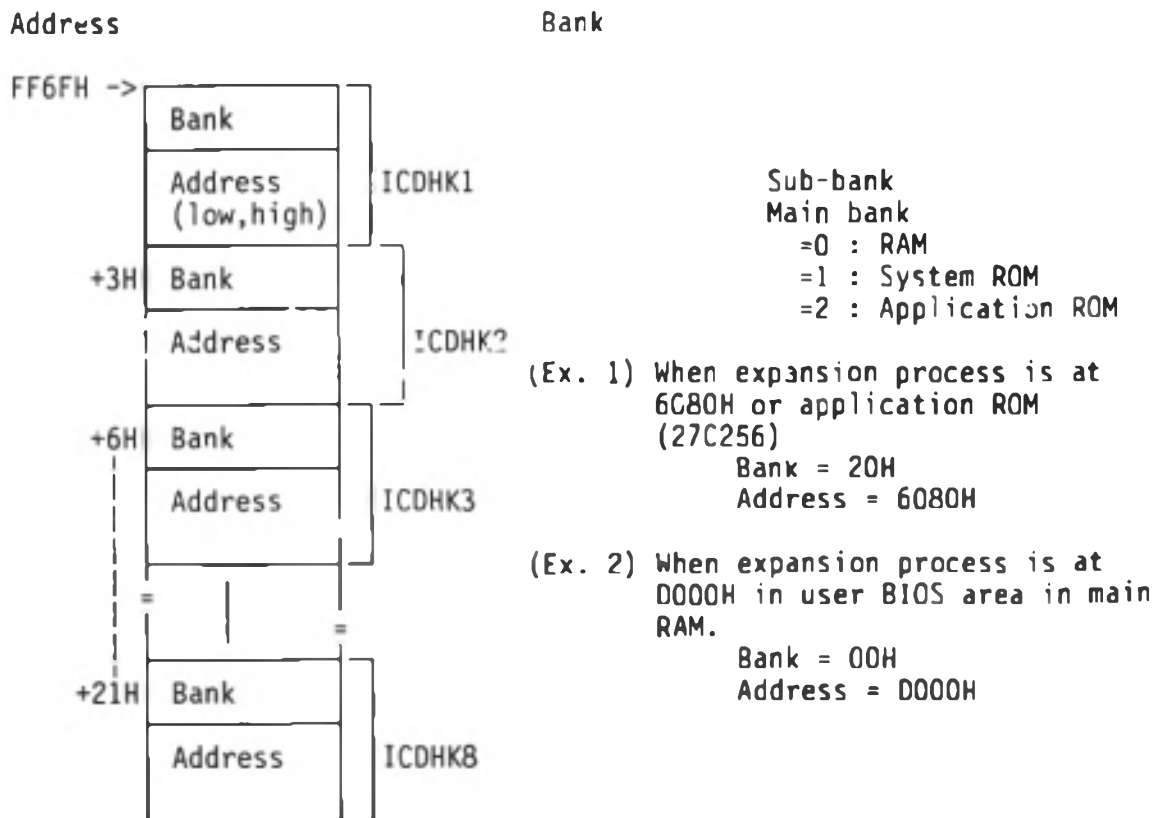 Address
Bank
FF6FH ->
Bank
Address
(low,high)
ICDHK1
+3H
Bank
Address
ICDHK2
+6H
Bank
Address
ICDHK3
=
=
+21H
Bank
Address
ICDHK8
Sub-bank
Main bank
=0 : RAM
=1 : System ROM
=2 : Application ROM
(Ex. 1) When expansion process is at
6080H or application ROM
(27C256)
Bank = 20H
Address = 6080H
(Ex. 2) When expansion process is at
D000H in user BIOS area in main
RAM.
Bank = 00H
Address = D000H